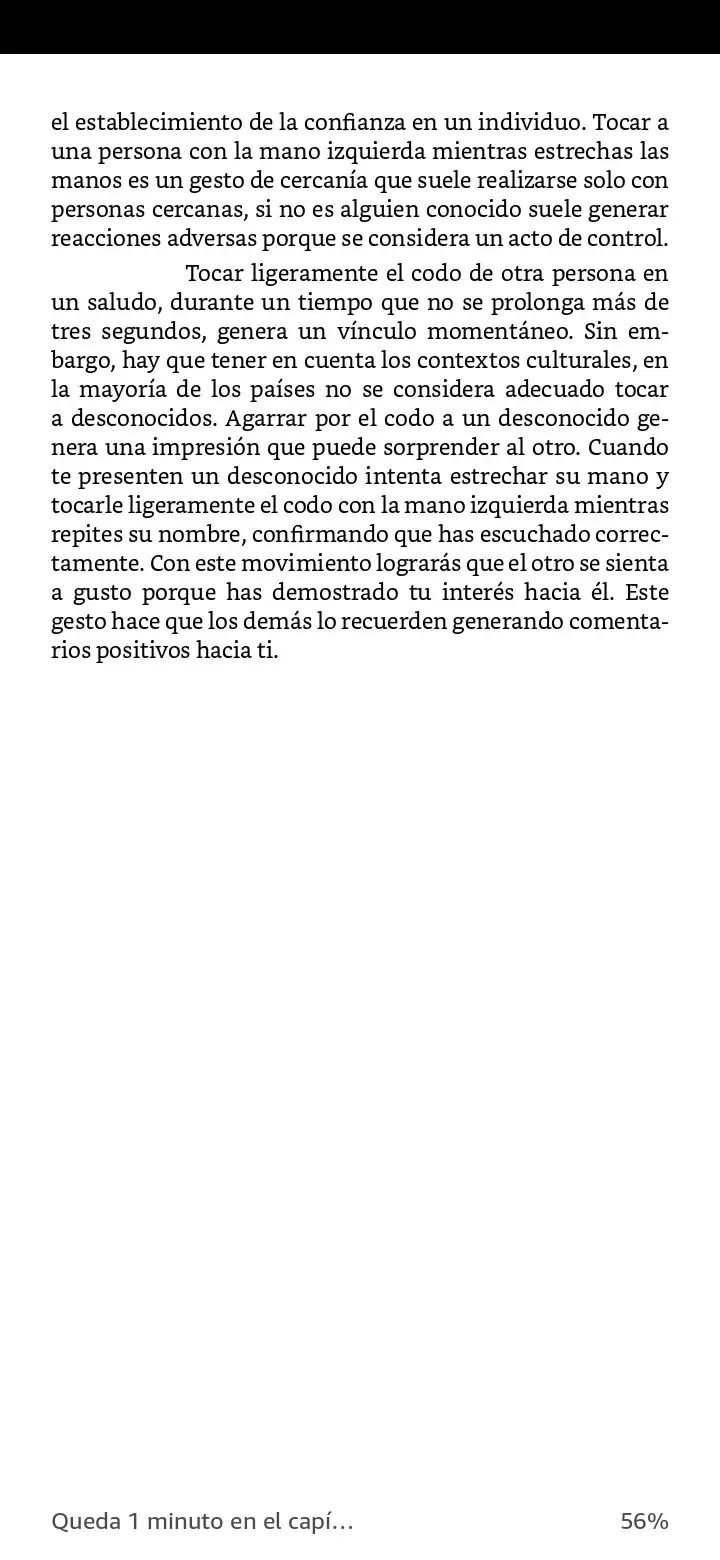 el establecimiento de la confianza en un individuo. Tocar a
una persona con la mano izquierda mientras estrechas las
manos es un gesto de cercanía que suele realizarse solo con
personas cercanas, si no es alguien conocido suele generar
reacciones adversas porque se considera un acto de control.
Tocar ligeramente el codo de otra persona en
un saludo, durante un tiempo que no se prolonga más de
tres segundos, genera un vínculo momentáneo. Sin em-
bargo, hay que tener en cuenta los contextos culturales, en
la mayoría de los países no se considera adecuado tocar
a desconocidos. Agarrar por el codo a un desconocido ge-
nera una impresión que puede sorprender al otro. Cuando
te presenten un desconocido intenta estrechar su mano y
tocarle ligeramente el codo con la mano izquierda mientras
repites su nombre, confirmando que has escuchado correc-
tamente. Con este movimiento lograrás que el otro se sienta
a gusto porque has demostrado tu interés hacia él. Este
gesto hace que los demás lo recuerden generando comenta-
rios positivos hacia ti.
Queda 1 minuto en el capí… 56%